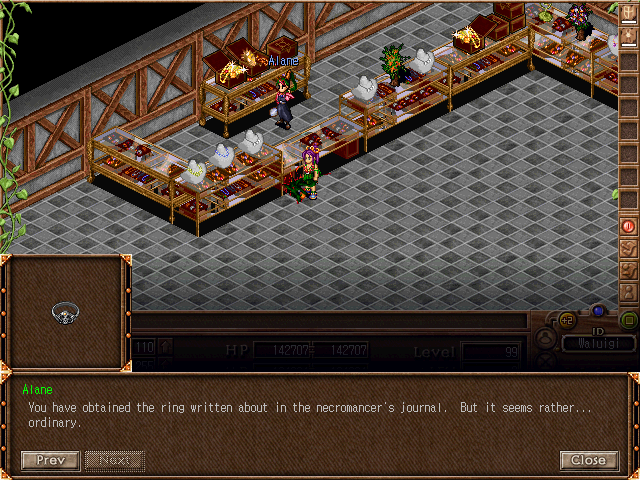 Alane
110
HP
142707
142707
Level
99
+2
ID
Waluigi
Alane
You have obtained the ring written about in the necromancer's journal. But it seems rather...
ordinary.
Prev
Next
Close